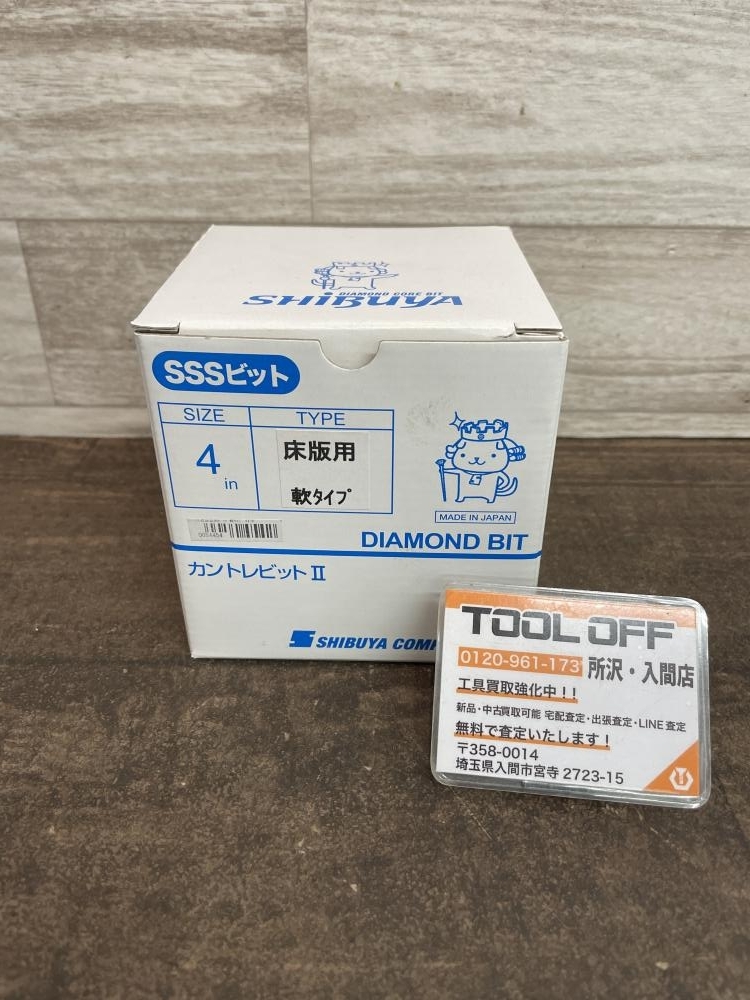 DIAMOND CORE BIT
SHIBUYA
SSSビット
SIZE
TYPE
4 in
床版用
軟タイプ
MADE IN JAPAN
DIAMOND BIT
カントレビット II
SHIBUYA COMP
TOOL OFF
0120-961-173 所沢・入間店
工具買取強化中!!
新品・中古買取可能 宅配査定・出張査定・LINE査定
無料で査定いたします!
〒358-0014
埼玉県入間市宮寺 2723-15